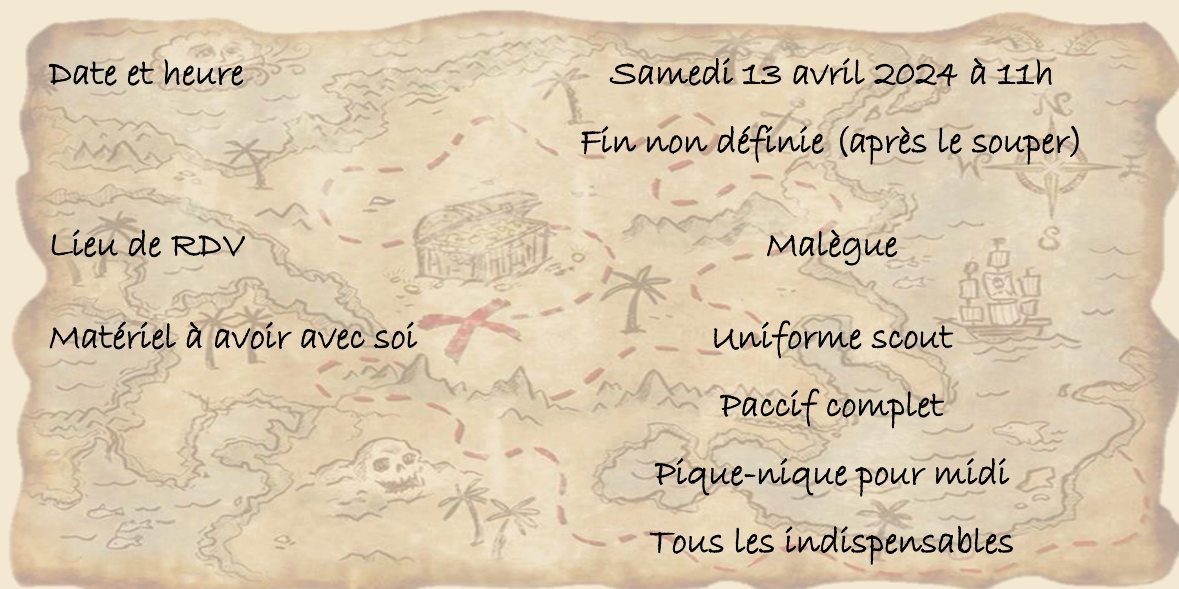 Date et heure
Samedi 13 avril 2024 à 11h
Fin non définie (après le souper)
Lieu de RDV
Malègue
Matériel à avoir avec soi
Uniforme scout
Paccif complet
Pique-nique pour midi
Tous les indispensables
N
W
E
S